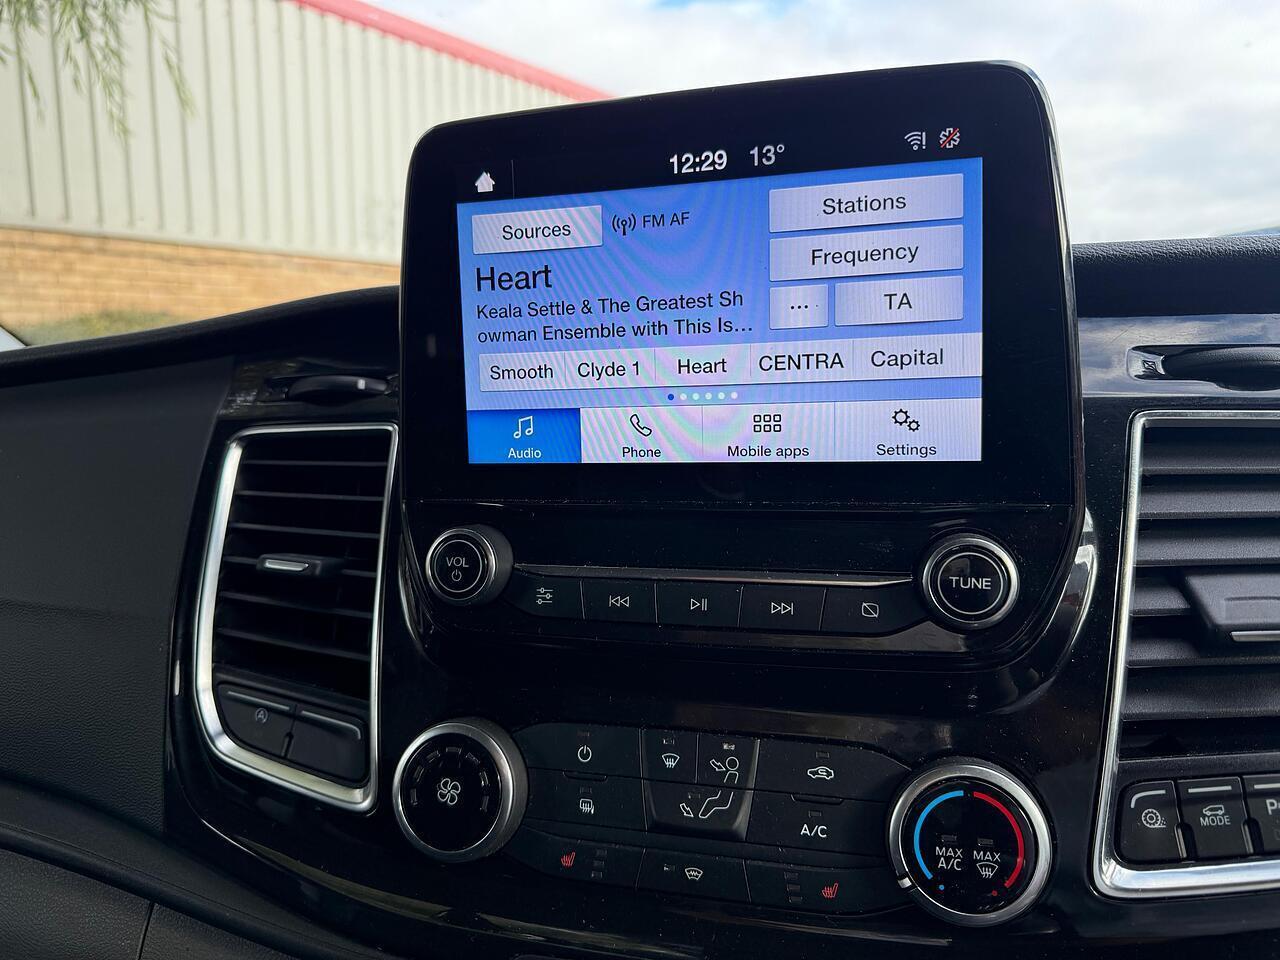 12:29 13°
Sources
FM AF
Stations
Frequency
... TA
Heart
Keala Settle & The Greatest Sh
owman Ensemble with This Is...
Smooth Clyde 1 Heart CENTRA Capital
Audio Phone Mobile apps Settings
VOL
TUNE
A/C
MAX
A/C
MAX
MODE